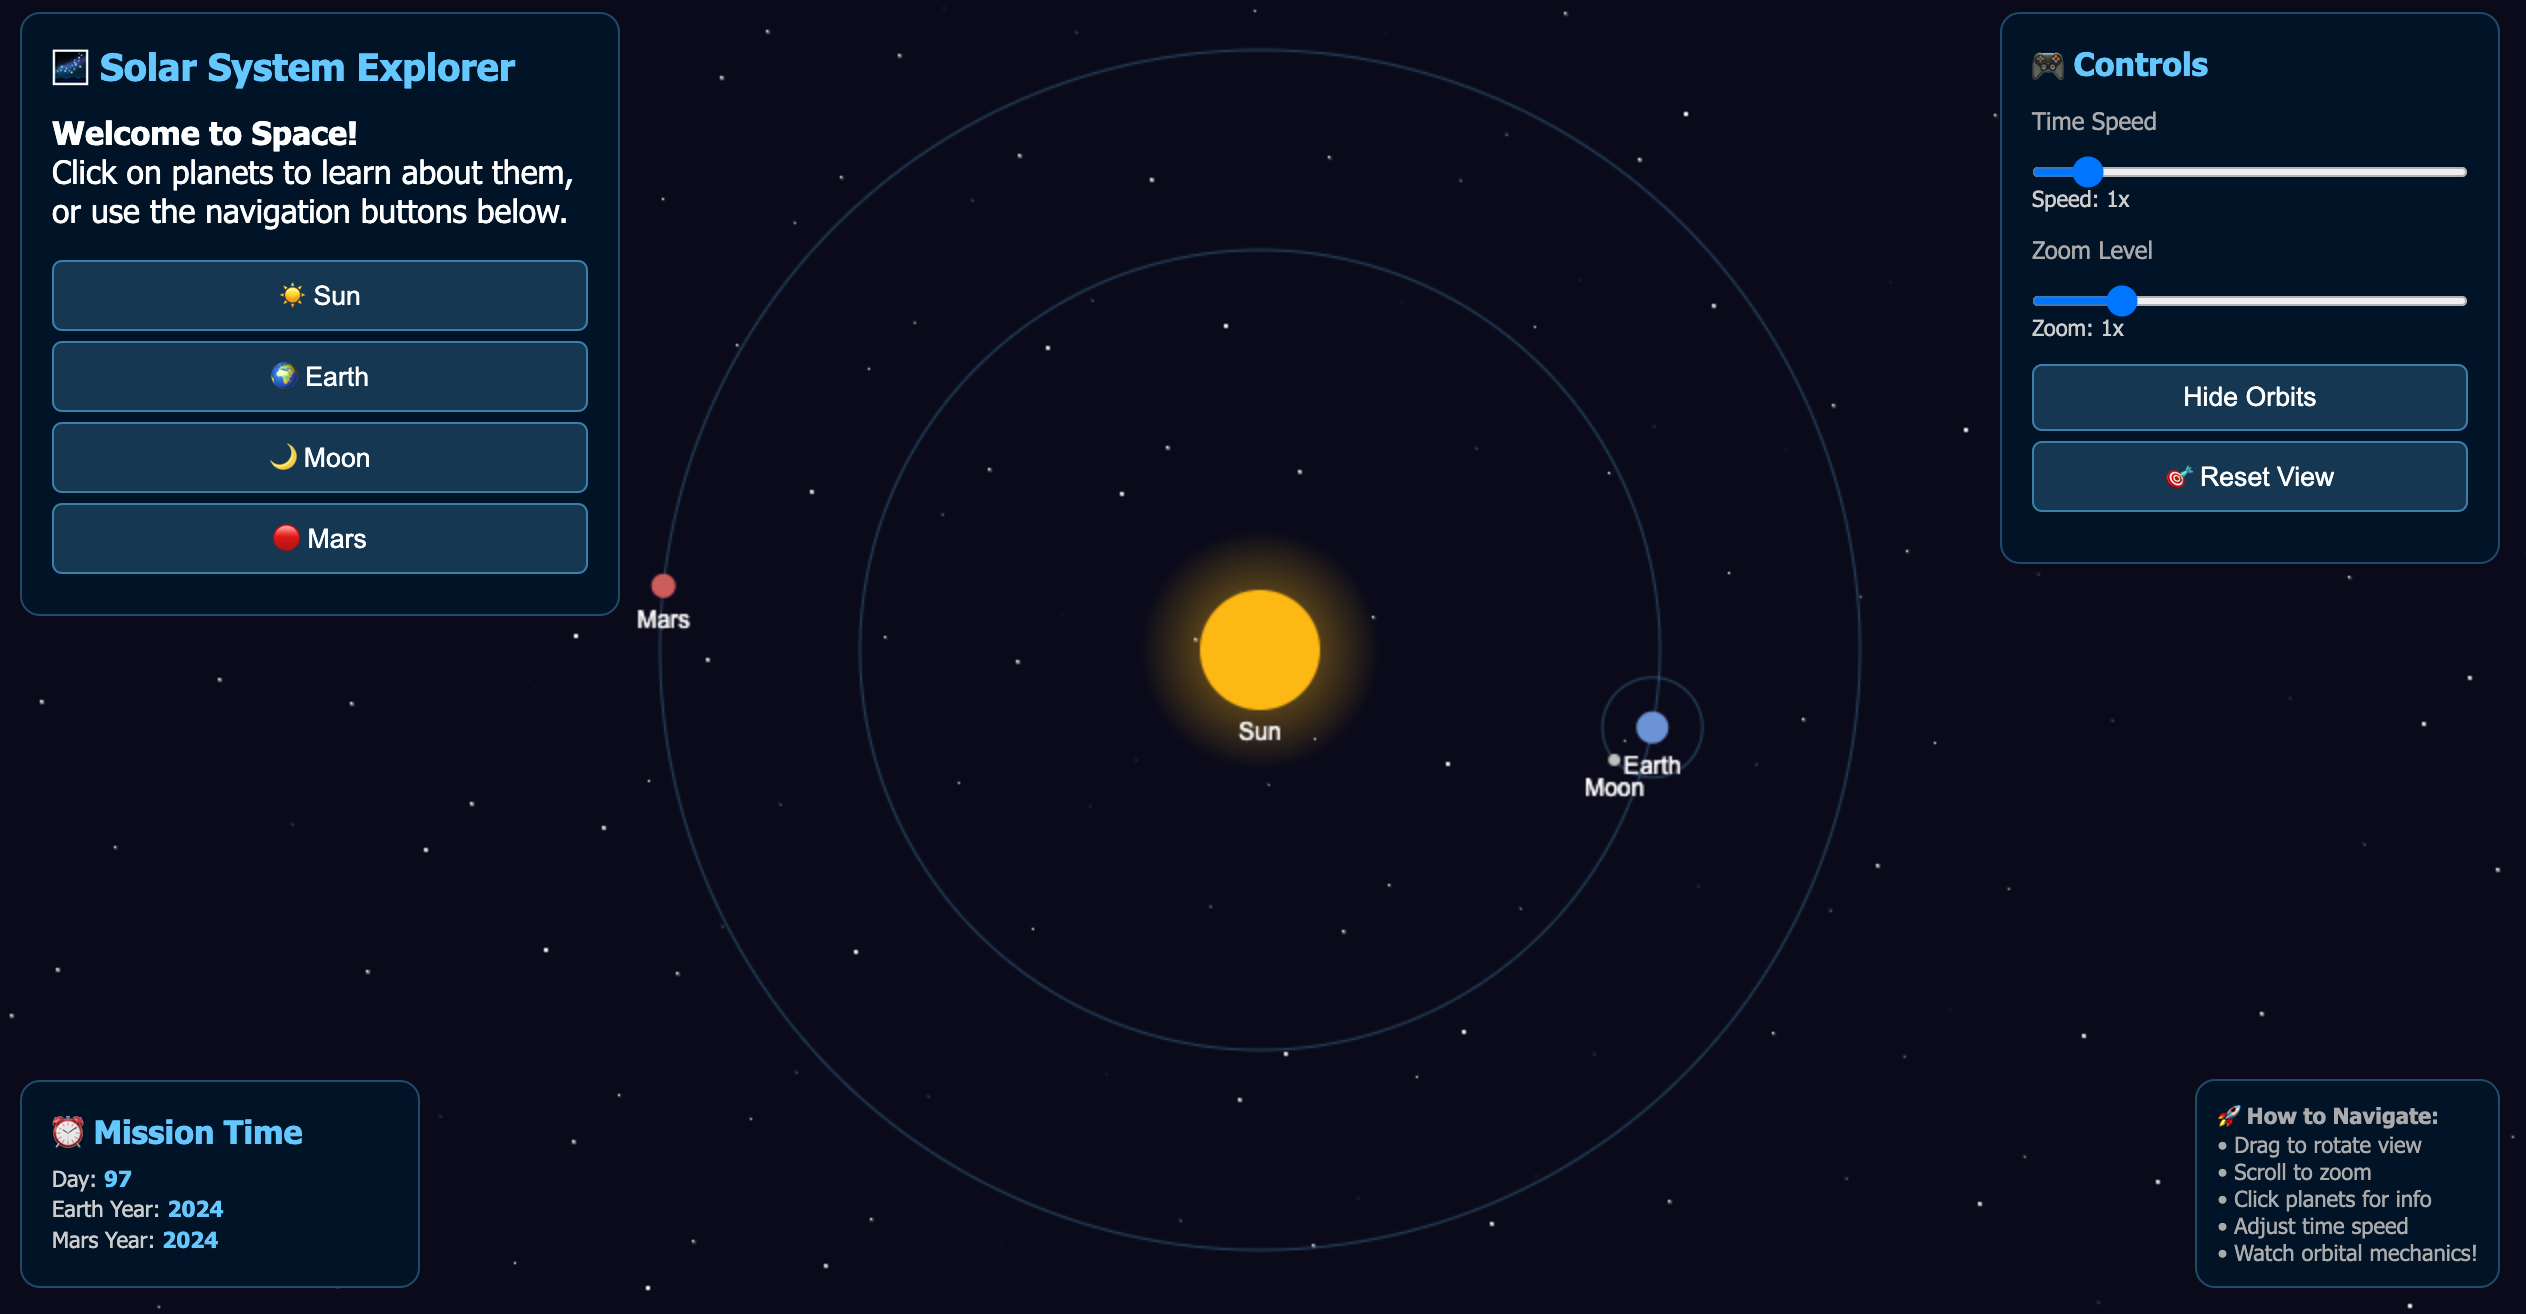 Solar System Explorer
Welcome to Space!
Click on planets to learn about them,
or use the navigation buttons below.
Sun
Earth
Moon
Mars
Controls
Time Speed
Speed: 1x
Zoom Level
Zoom: 1x
Hide Orbits
Reset View
Mars
Sun
Earth
Moon
Mission Time
Day: 97
Earth Year: 2024
Mars Year: 2024
How to Navigate:
• Drag to rotate view
• Scroll to zoom
• Click planets for info
• Adjust time speed
• Watch orbital mechanics!